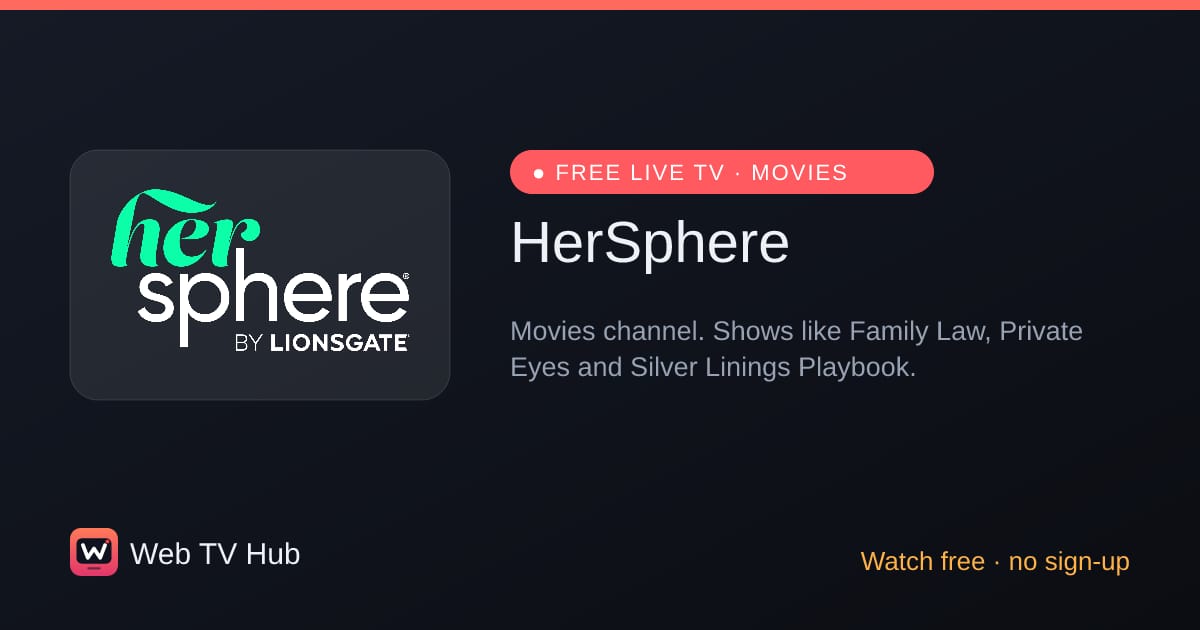 her
sphere®
BY LIONSGATE
● FREE LIVE TV · MOVIES
HerSphere
Movies channel. Shows like Family Law, Private
Eyes and Silver Linings Playbook.
W
Web TV Hub
Watch free · no sign-up